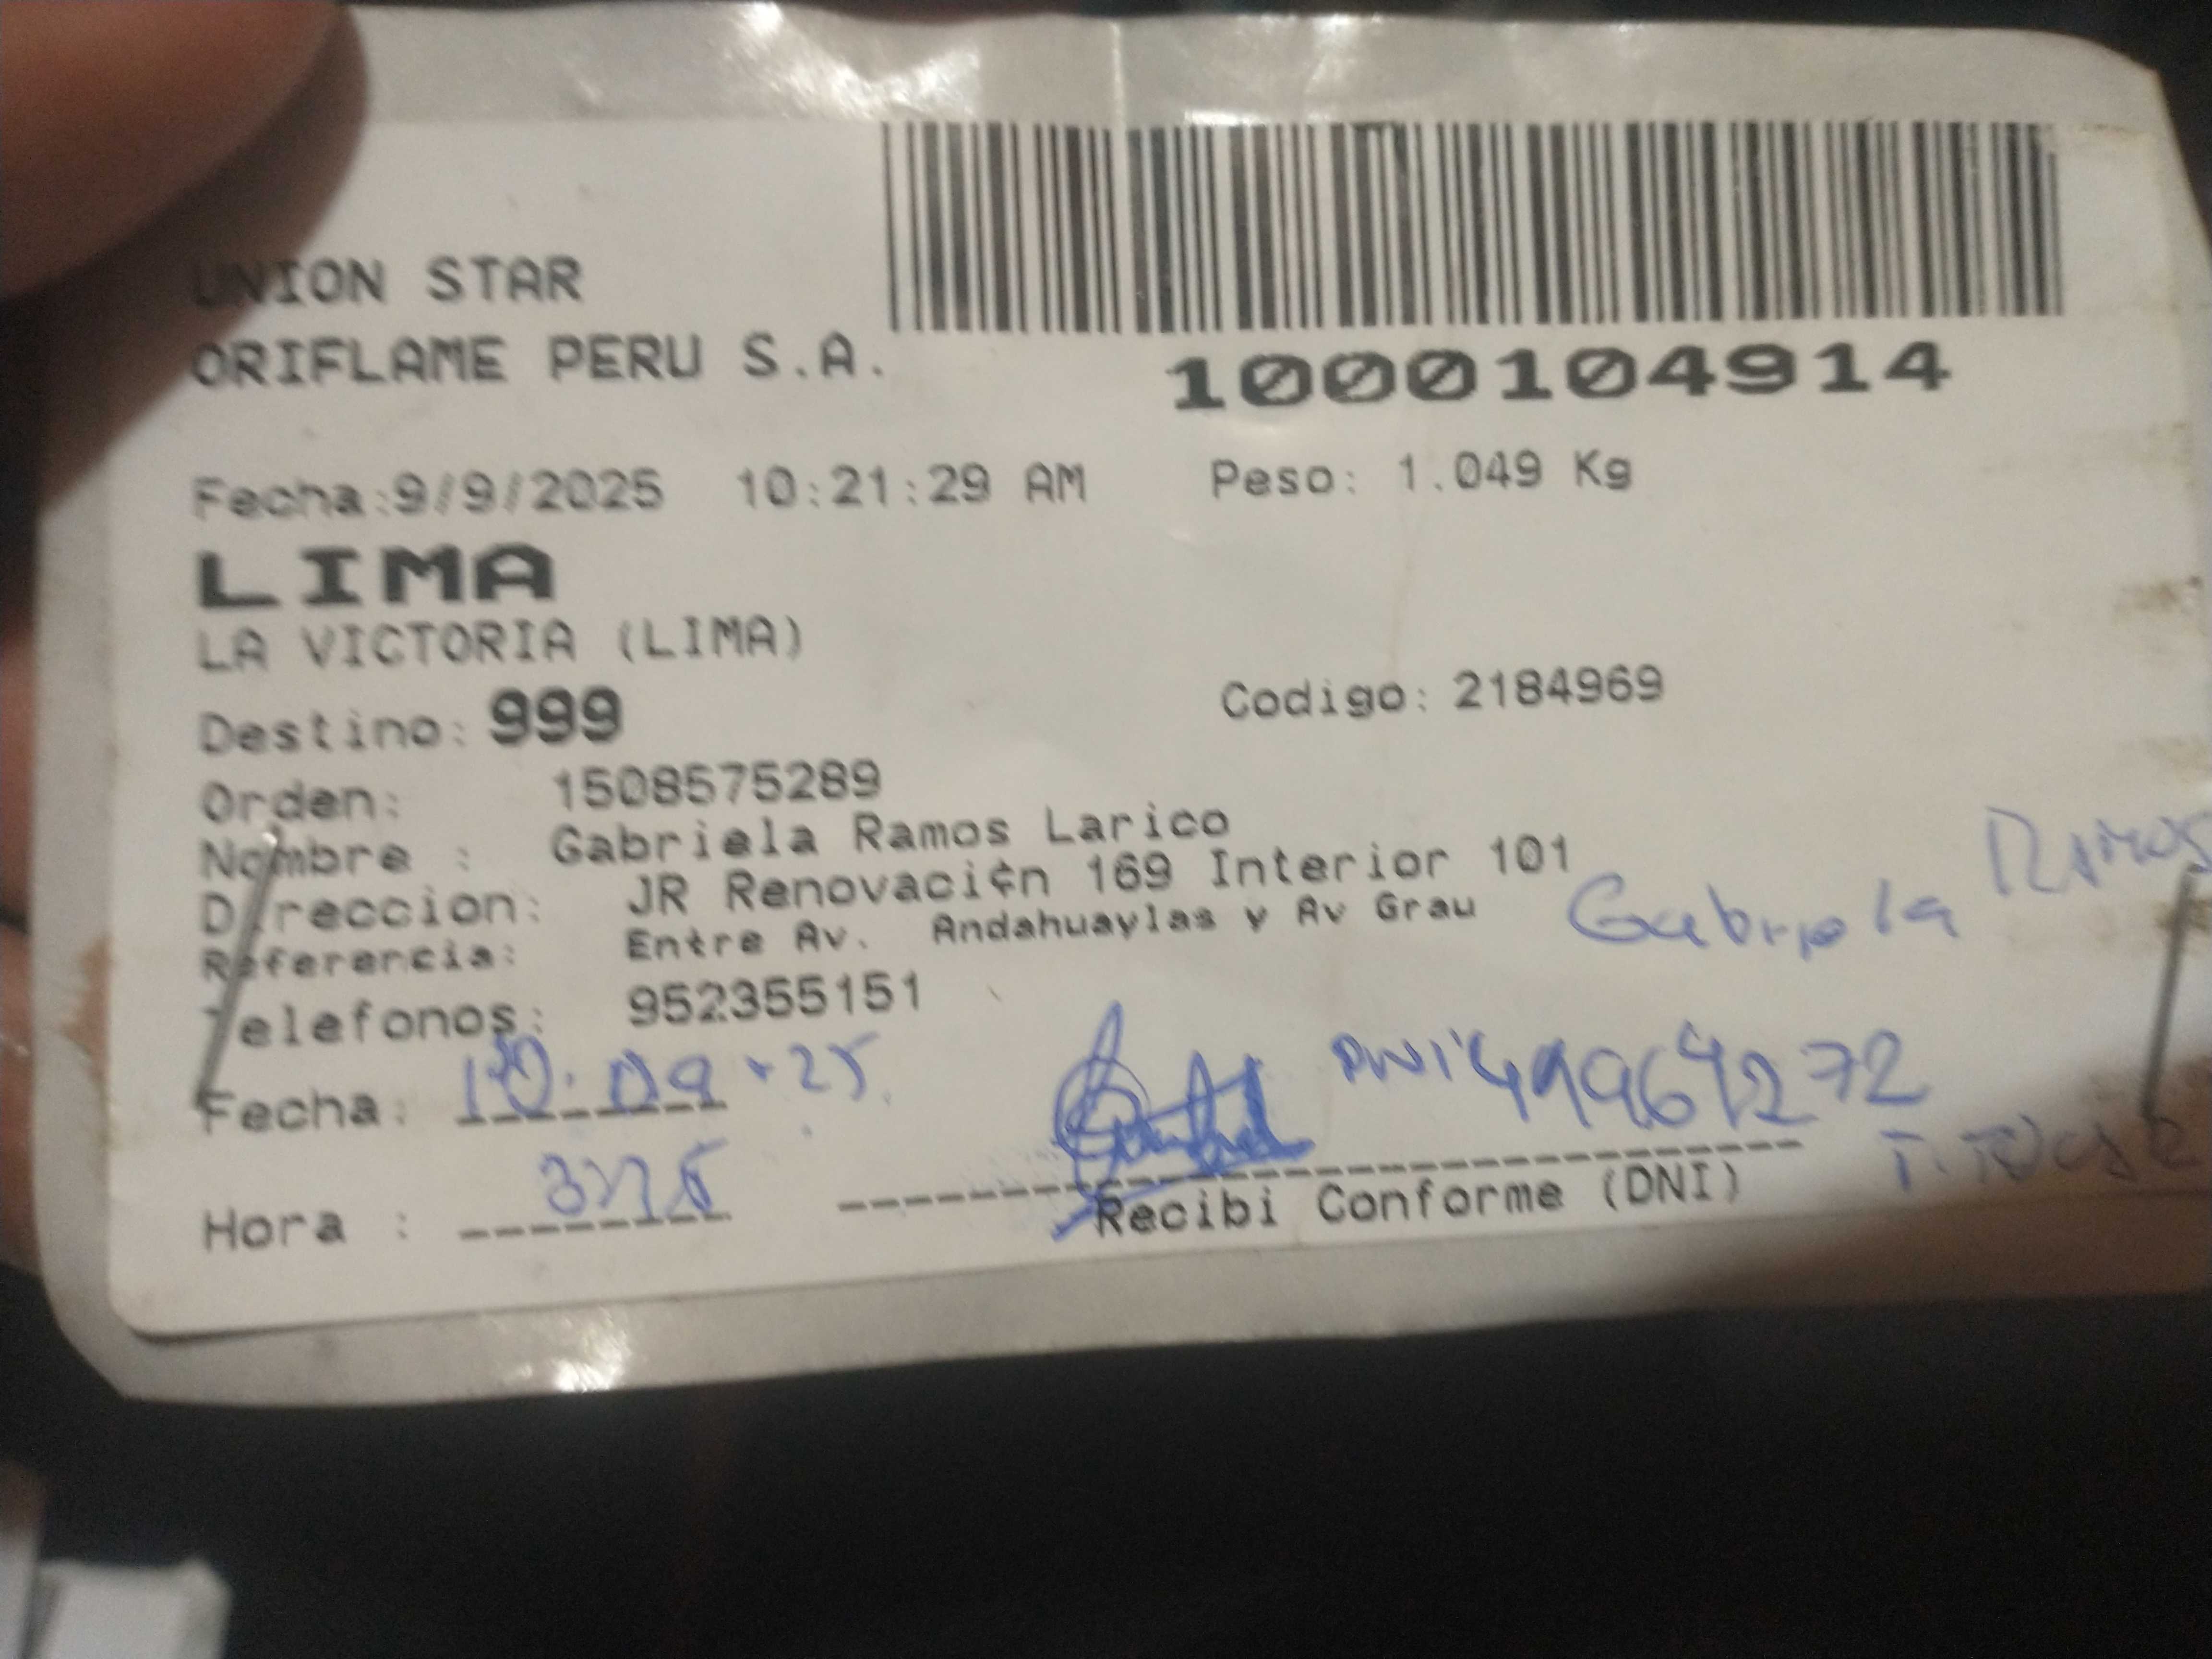 UNION STAR
ORIFLAME PERU S.A.
1000104914
Fecha:9/9/2025 10:21:29 AM Peso: 1.049 Kg
LIMA
LA VICTORIA (LIMA)
Destino: 999 Codigo: 2184969
Orden: 1508575289
Nombre : Gabriela Ramos Larico
Direccion: JR Renovaci¢n 169 Interior 101
Referencia: Entre Av. Andahuaylas y Av Grau
Gabriela Ramos
Telefonos: 952355151
Fecha: 10.09.25 DNI
Hora :
Recibi Conforme (DNI)